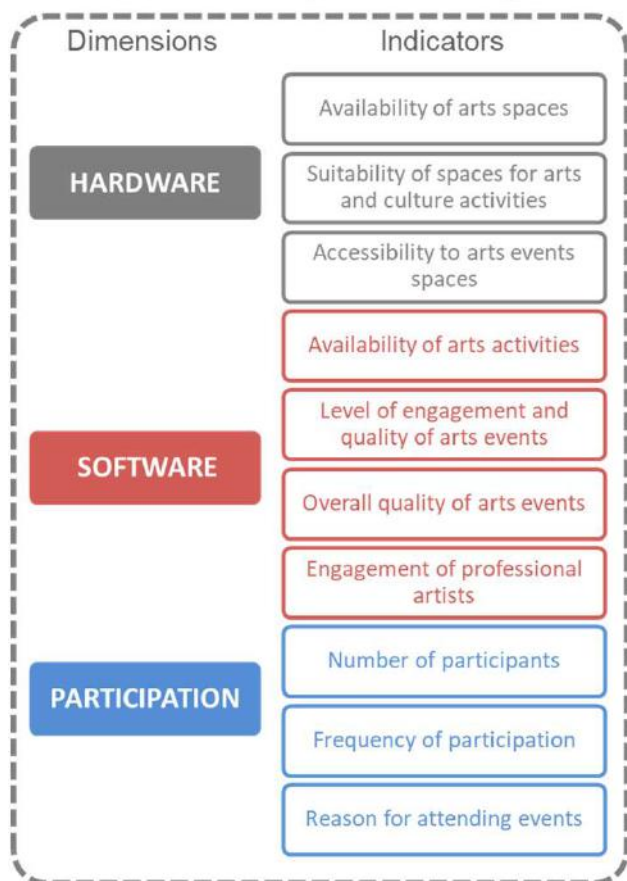 Dimensions
Indicators
HARDWARE
Availability of arts spaces
Suitability of spaces for arts
and culture activities
Accessibility to arts events
spaces
SOFTWARE
Availability of arts activities
Level of engagement and
quality of arts events
Overall quality of arts events
Engagement of professional
artists
PARTICIPATION
Number of participants
Frequency of participation
Reason for attending events